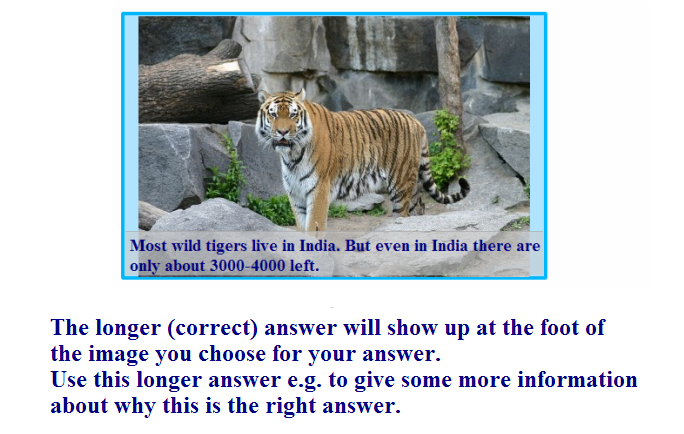 Most wild tigers live in India. But even in India there are
only about 3000-4000 left.
The longer (correct) answer will show up at the foot of
the image you choose for your answer.
Use this longer answer e.g. to give some more information
about why this is the right answer.